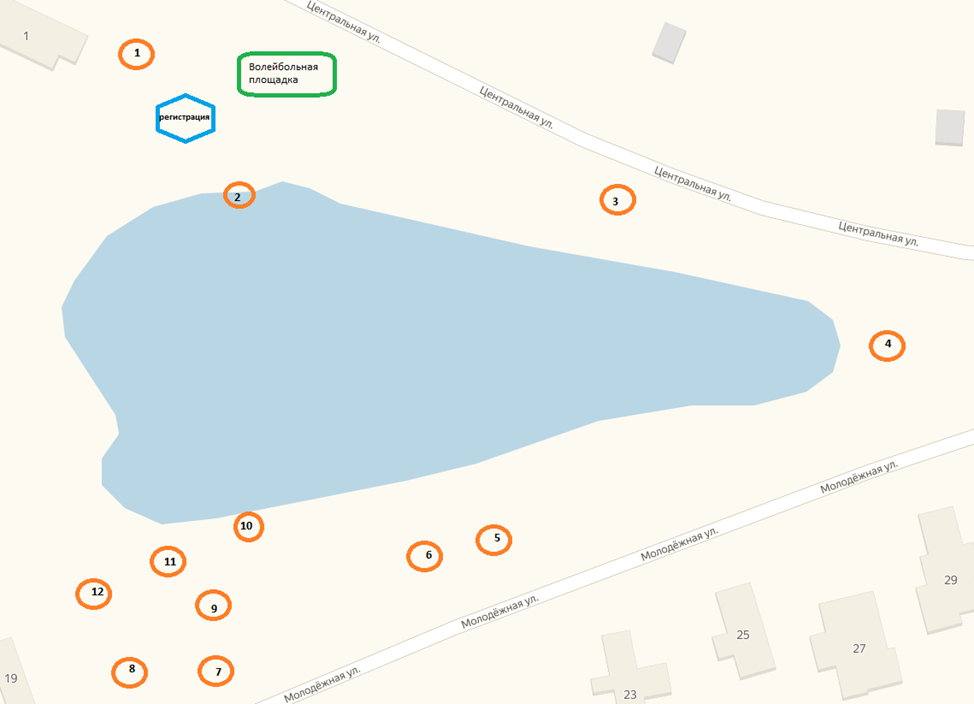 Центральная ул.
1
1
Волейбольная
площадка
Центральная ул.
регистрация
Центральная ул.
2
3
Центральная ул.
4
Молодёжная ул.
10
5
Молодёжная ул.
6
11
29
12
9
Молодёжная ул.
25
27
8
7
19
Молодёжная ул.
23